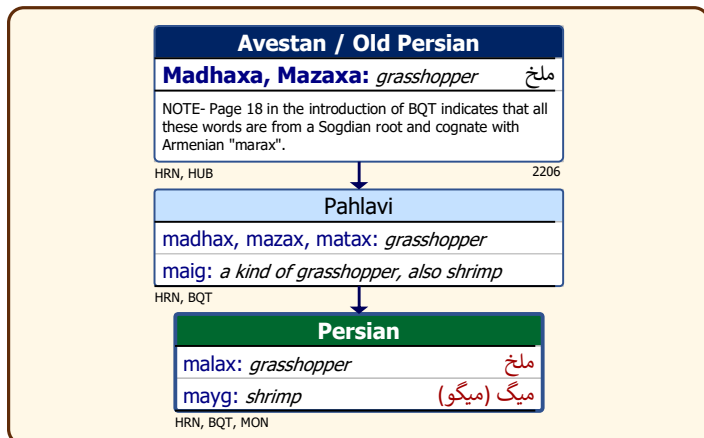 Avestan / Old Persian
Madhaxa, Mazaxa: grasshopper ملخ
NOTE- Page 18 in the introduction of BQT indicates that all
these words are from a Sogdian root and cognate with
Armenian "marax".
HRN, HUB 2206
Pahlavi
madhax, mazax, matax: grasshopper
maig: a kind of grasshopper, also shrimp
HRN, BQT
Persian
malax: grasshopper ملخ
mayg: shrimp میگ (میگو)
HRN, BQT, MON